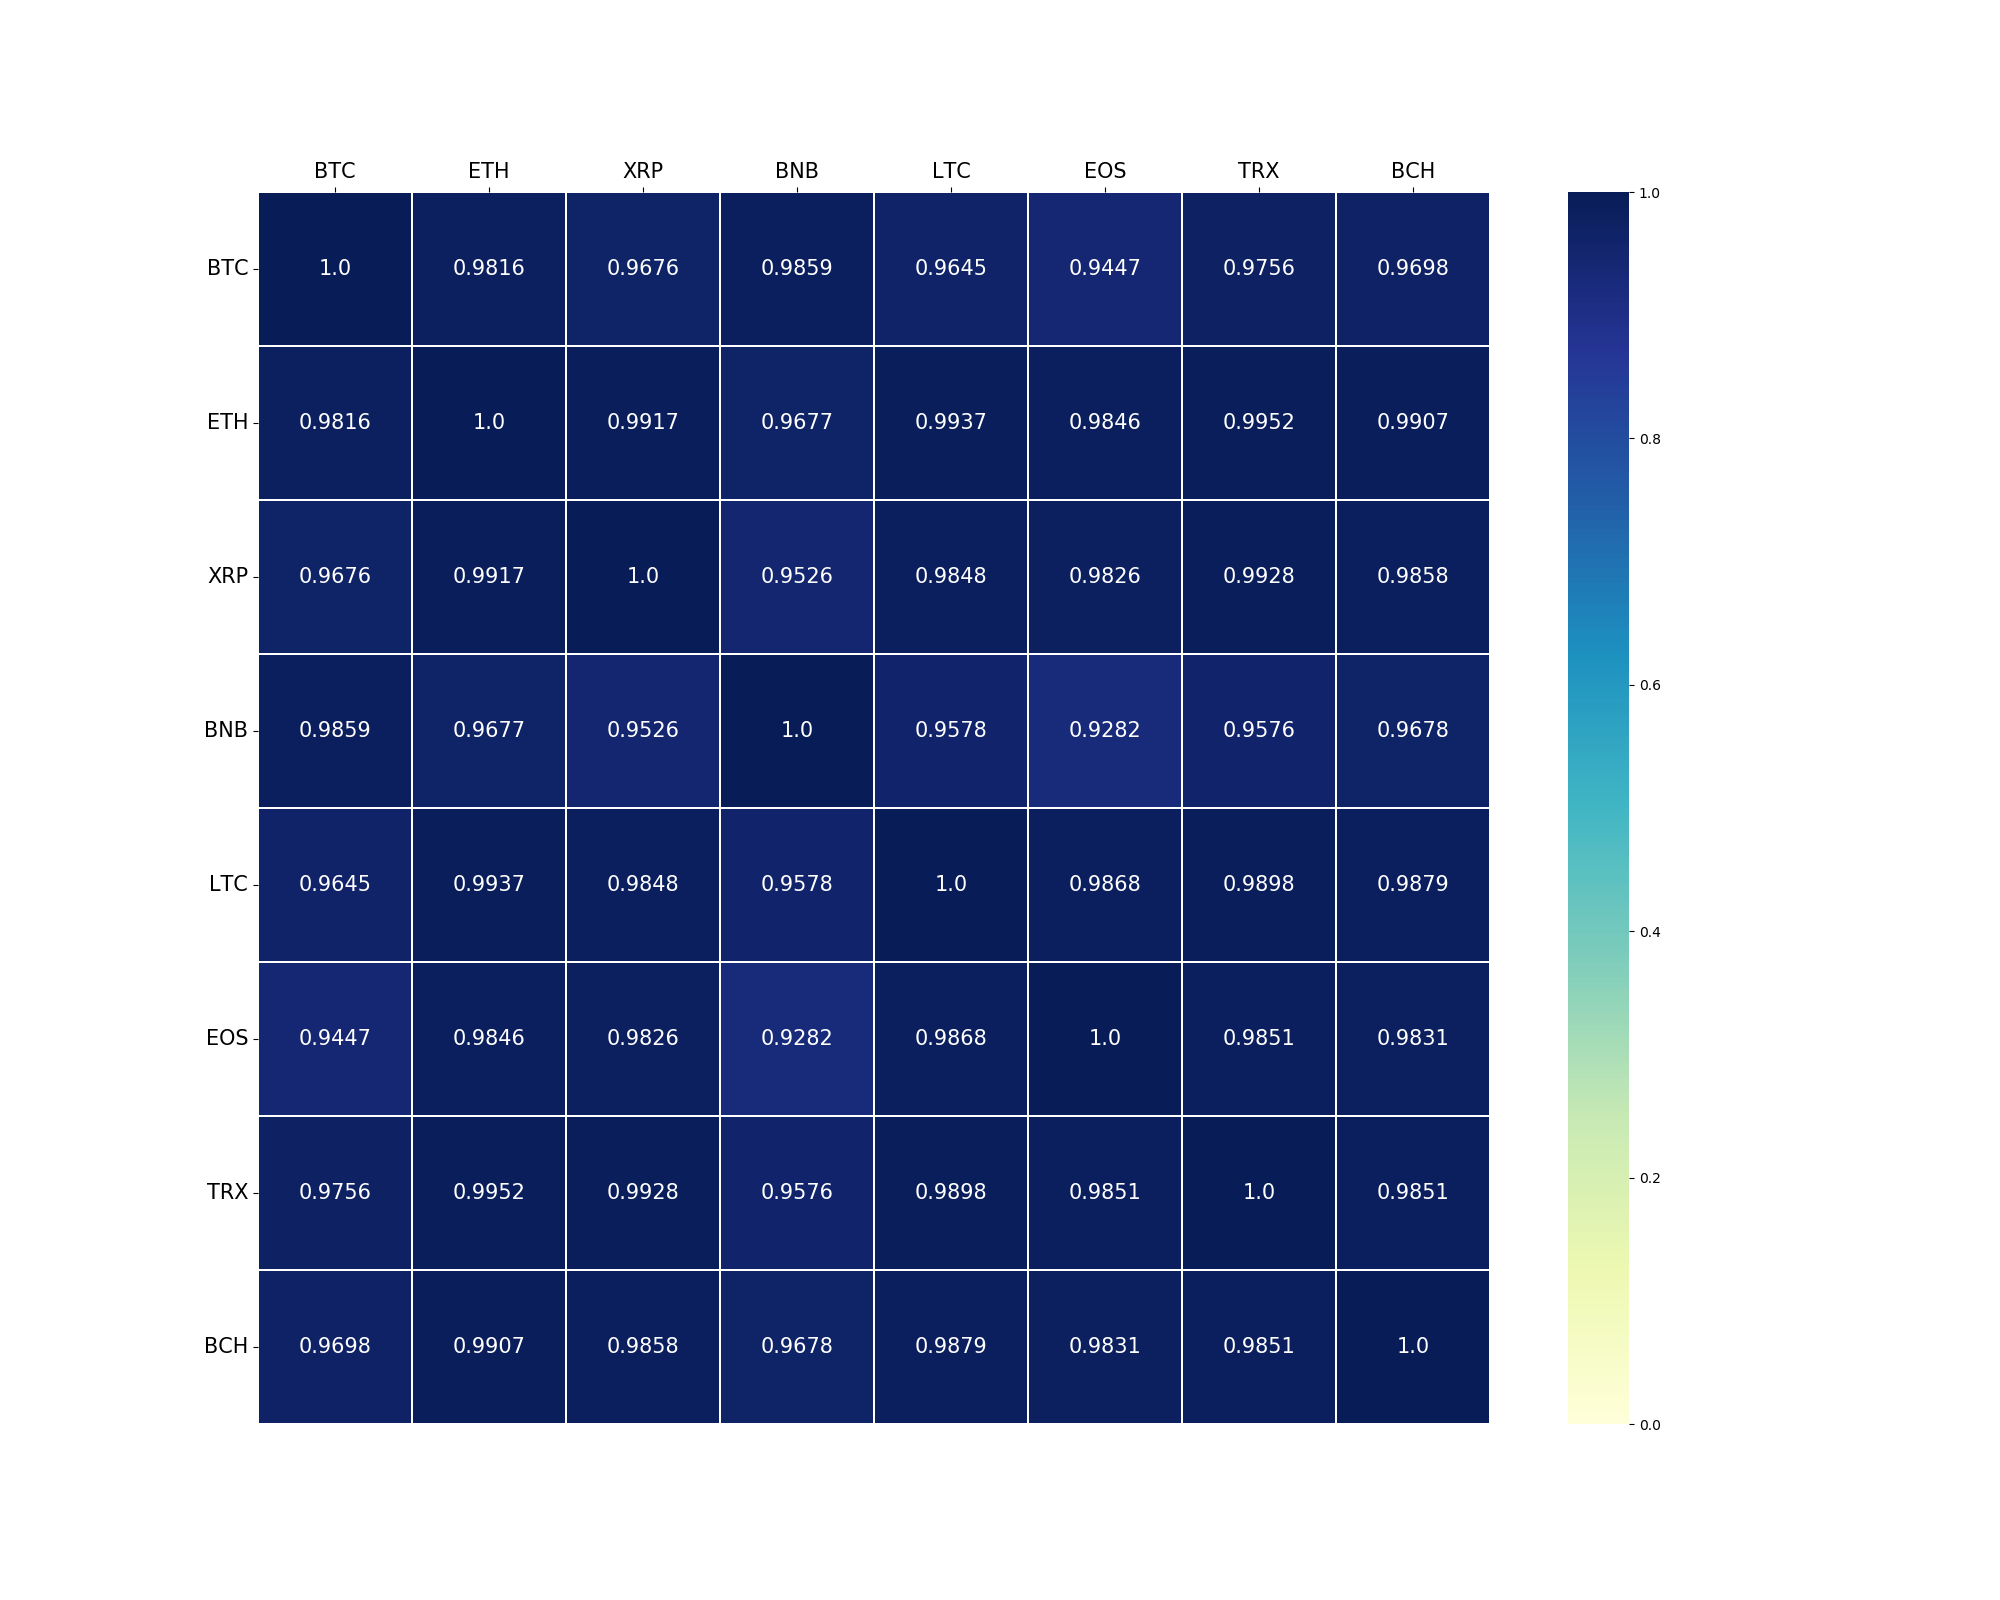 BTC ETH XRP BNB LTC EOS TRX BCH
BTC 1.0 0.9816 0.9676 0.9859 0.9645 0.9447 0.9756 0.9698
ETH 0.9816 1.0 0.9917 0.9677 0.9937 0.9846 0.9952 0.9907
XRP 0.9676 0.9917 1.0 0.9526 0.9848 0.9826 0.9928 0.9858
BNB 0.9859 0.9677 0.9526 1.0 0.9578 0.9282 0.9576 0.9678
LTC 0.9645 0.9937 0.9848 0.9578 1.0 0.9868 0.9898 0.9879
EOS 0.9447 0.9846 0.9826 0.9282 0.9868 1.0 0.9851 0.9831
TRX 0.9756 0.9952 0.9928 0.9576 0.9898 0.9851 1.0 0.9851
BCH 0.9698 0.9907 0.9858 0.9678 0.9879 0.9831 0.9851 1.0
1.0
0.8
0.6
0.4
0.2
0.0